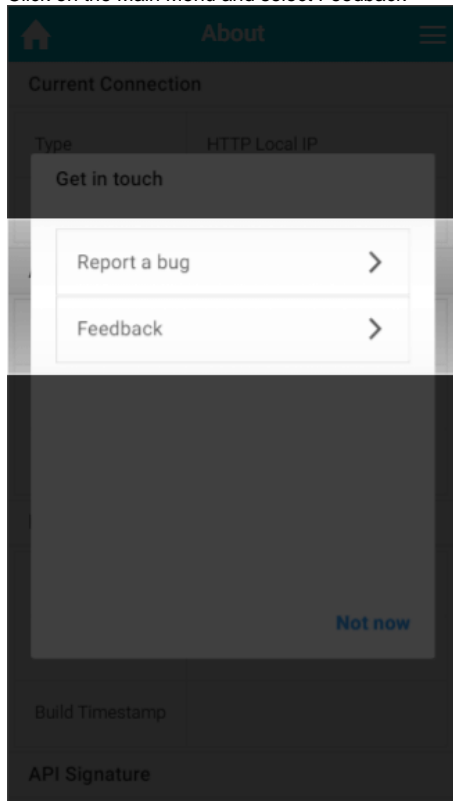 Click on the Main Menu and select Feedback
About
Current Connection
Type HTTP Local IP
Get in touch
Report a bug
Feedback
Not now
Build Timestamp
API Signature